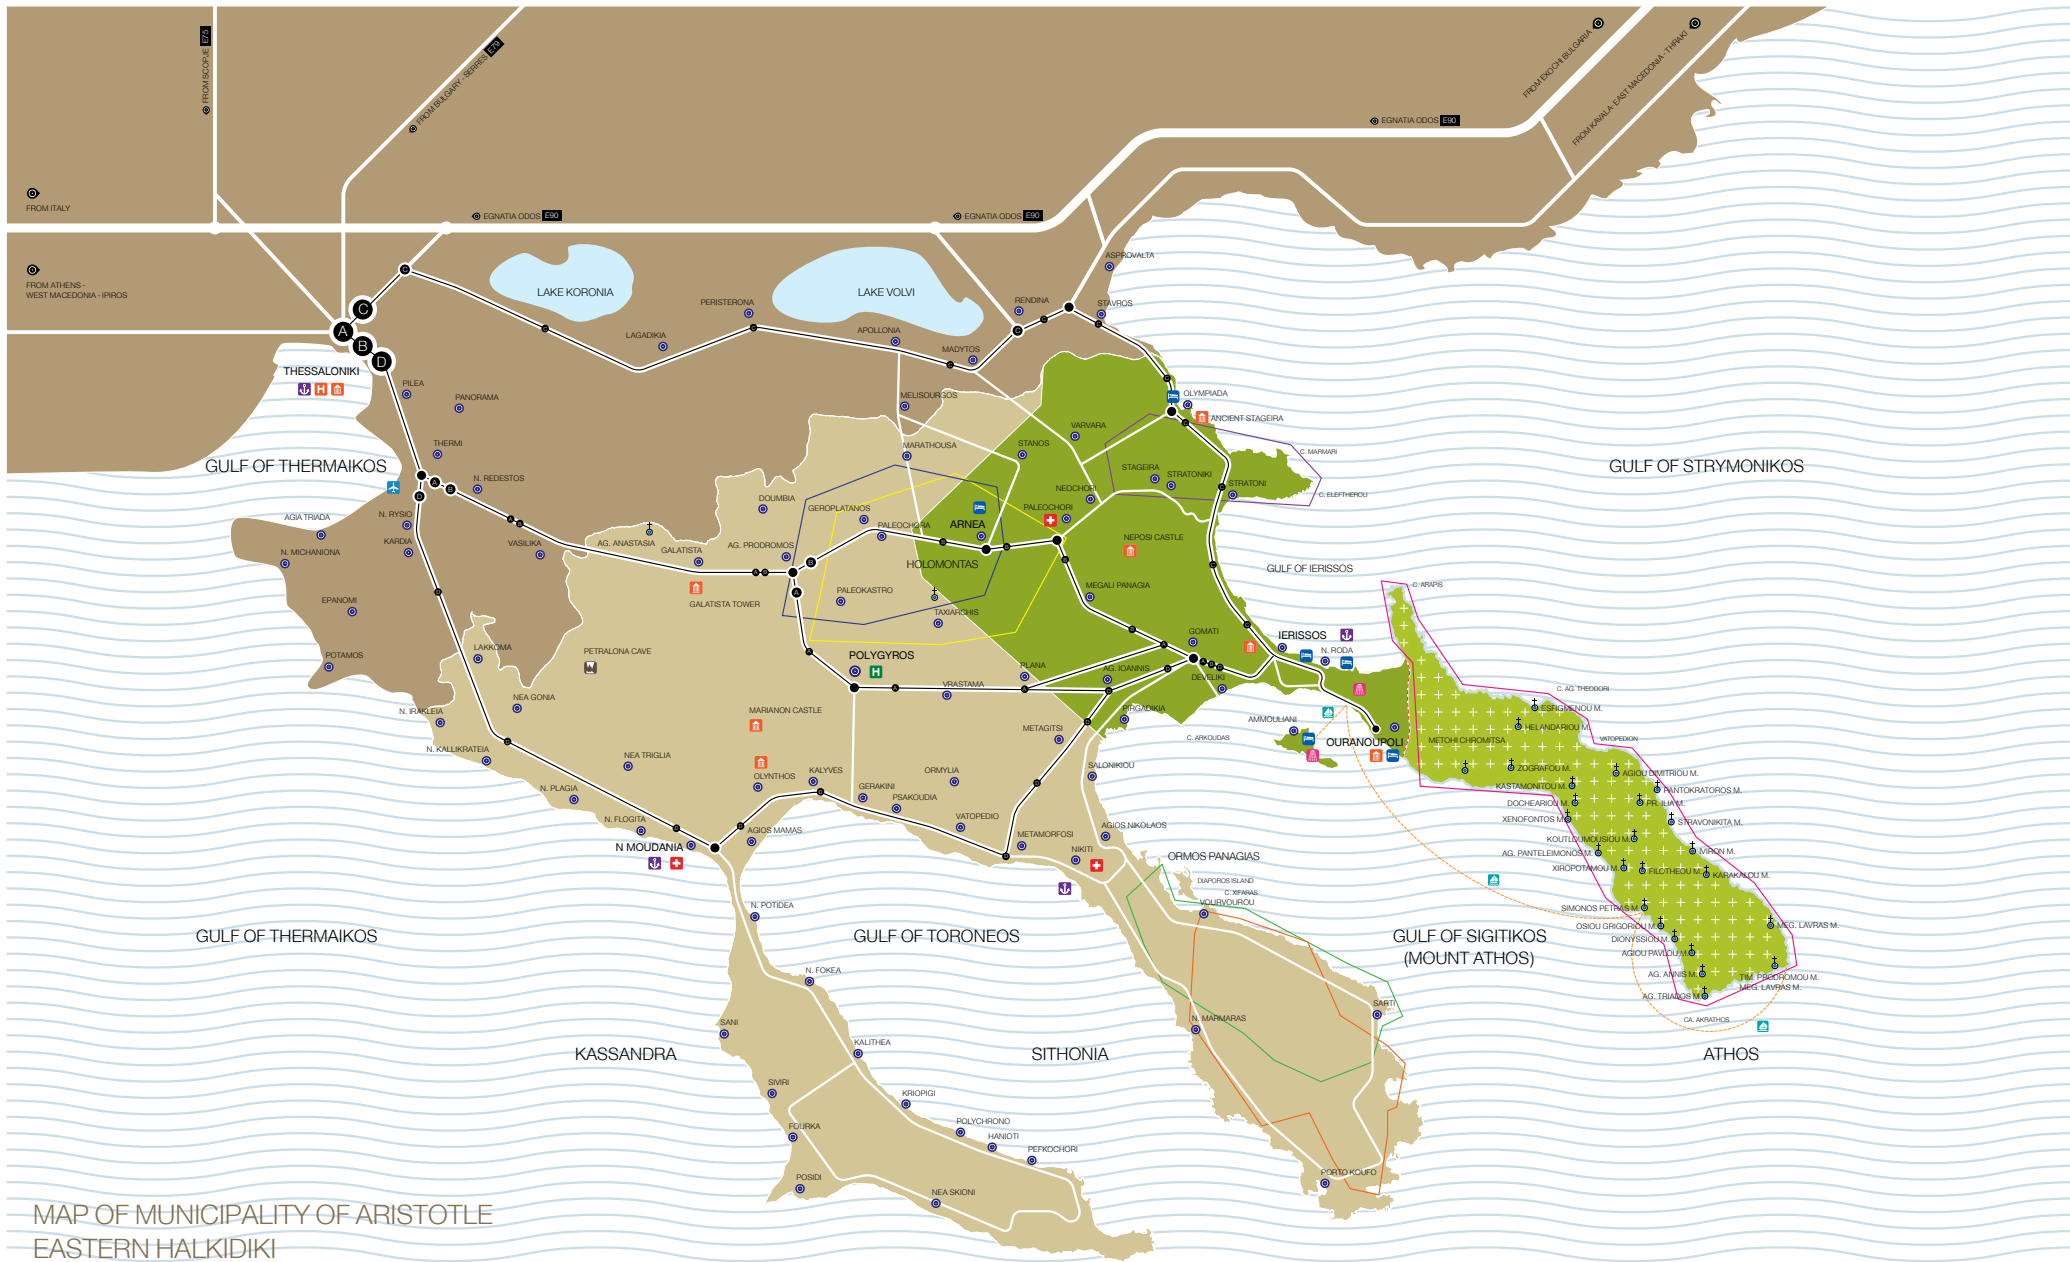 FROM SCOPJE E75
FROM BULGARY - SERRES E79
FROM EXOCHI BULGARIA
FROM KAVALA - EAST MACEDONIA - THRAKI
EGNATIA ODOS E90
FROM ITALY
EGNATIA ODOS E90
EGNATIA ODOS E90
FROM ATHENS -
WEST MACEDONIA - IPIROS
ASPROVALTA
LAKE KORONIA
LAKE VOLVI
PERISTERONA
RENDINA
STAVROS
C
A
B
D
LAGADIKIA
APOLLONIA
MADYTOS
THESSALONIKI
H
PILEA
PANORAMA
MELISOURGOS
OLYMPIADA
ANCIENT STAGEIRA
VARVARA
THERMI
MARATHOUSA
STANOS
C. MARMARI
GULF OF THERMAIKOS
GULF OF STRYMONIKOS
N. REDESTOS
STAGEIRA
STRATONIKI
STRATONI
NEOCHORI
C. ELEFTHEROU
DOUMBIA
GEROPLATANOS
PALEOCHORI
N. RYSIO
AGIA TRIADA
PALEOCHORA
ARNEA
KARDIA
VASILIKA
AG. ANASTASIA
GALATISTA
AG. PRODROMOS
NEPOSI CASTLE
N. MICHANIONA
HOLOMONTAS
GULF OF IERISSOS
C. ARAPIS
EPANOMI
GALATISTA TOWER
PALEOKASTRO
TAXIARCHIS
MEGALI PANAGIA
GOMATI
IERISSOS
N. RODA
LAKKOMA
PETRALONA CAVE
POTAMOS
POLYGYROS
H
PLANA
AG. IOANNIS
DEVELIKI
VRASTAMA
NEA GONIA
N. IRAKLEIA
MARIANON CASTLE
PIRGADIKIA
METAGITSI
AMMOULIANI
C. ARKOUDAS
OURANOUPOLI
C. AG. THEODORI
ESFIGMENOU M.
HELANDARIOU M.
METOHI CHROMITSA
VATOPEDION
N. KALLIKRATEIA
NEA TRIGLIA
OLYNTHOS
KALYVES
ORMYLIA
SALONIKIOU
ZOGRAFOU M.
AGIOU DIMITRIOU M.
KASTAMONITOU M.
PANTOKRATOROS M.
N. PLAGIA
GERAKINI
PSAKOUDIA
DOCHEARIOU M.
PR. ILIA M.
XENOFONTOS M.
STRAVONIKITA M.
N. FLOGITA
AGIOS MAMAS
VATOPEDIO
METAMORFOSI
AGIOS NIKOLAOS
KOUTLOUMOUSIOU M.
N MOUDANIA
NIKITI
ORMOS PANAGIAS
AG. PANTELEIMONOS M.
IVIRON M.
XIROPOTAMOU M.
FILOTHEOU M.
KARAKALOU M.
DIAPOROS ISLAND
C. XIFARAS
VOURVOUROU
N. POTIDEA
SIMONOS PETRAS M.
OSIOU GRIGORIOU M.
MEG. LAVRAS M.
GULF OF THERMAIKOS
GULF OF TORONEOS
GULF OF SIGITIKOS
(MOUNT ATHOS)
DIONYSSIOU M.
AGIOU PAVLOU M.
N. FOKEA
AG. ANNIS M.
TIM. PRODROMOU M.
MEG. LAVRAS M.
AG. TRIADOS M.
SARTI
N. MARMARAS
CA. AKRATHOS
SANI
KALITHEA
KASSANDRA
SITHONIA
ATHOS
SIVIRI
KRIOPIGI
FOURKA
POLYCHRONO
HANIOTI
PEFKOCHORI
POSIDI
NEA SKIONI
PORTO KOUFO
MAP OF MUNICIPALITY OF ARISTOTLE
EASTERN HALKIDIKI